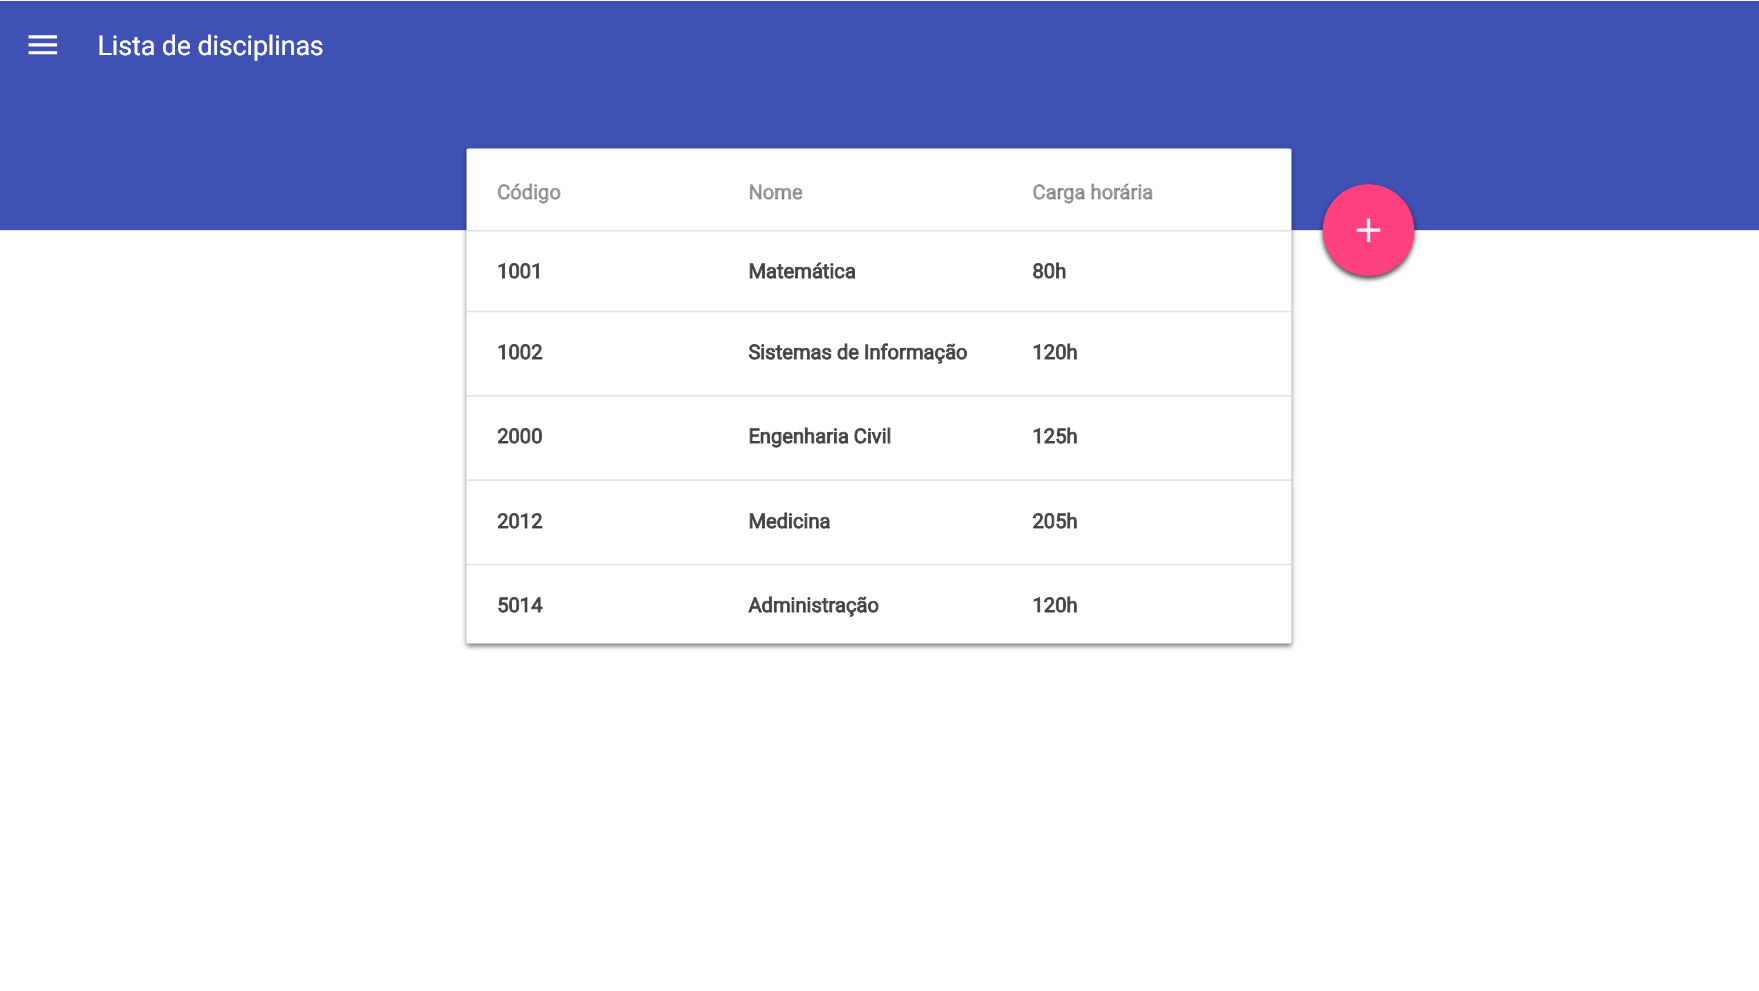 Lista de disciplinas
Código Nome Carga horária
1001 Matemática 80h
1002 Sistemas de Informação 120h
2000 Engenharia Civil 125h
2012 Medicina 205h
5014 Administração 120h